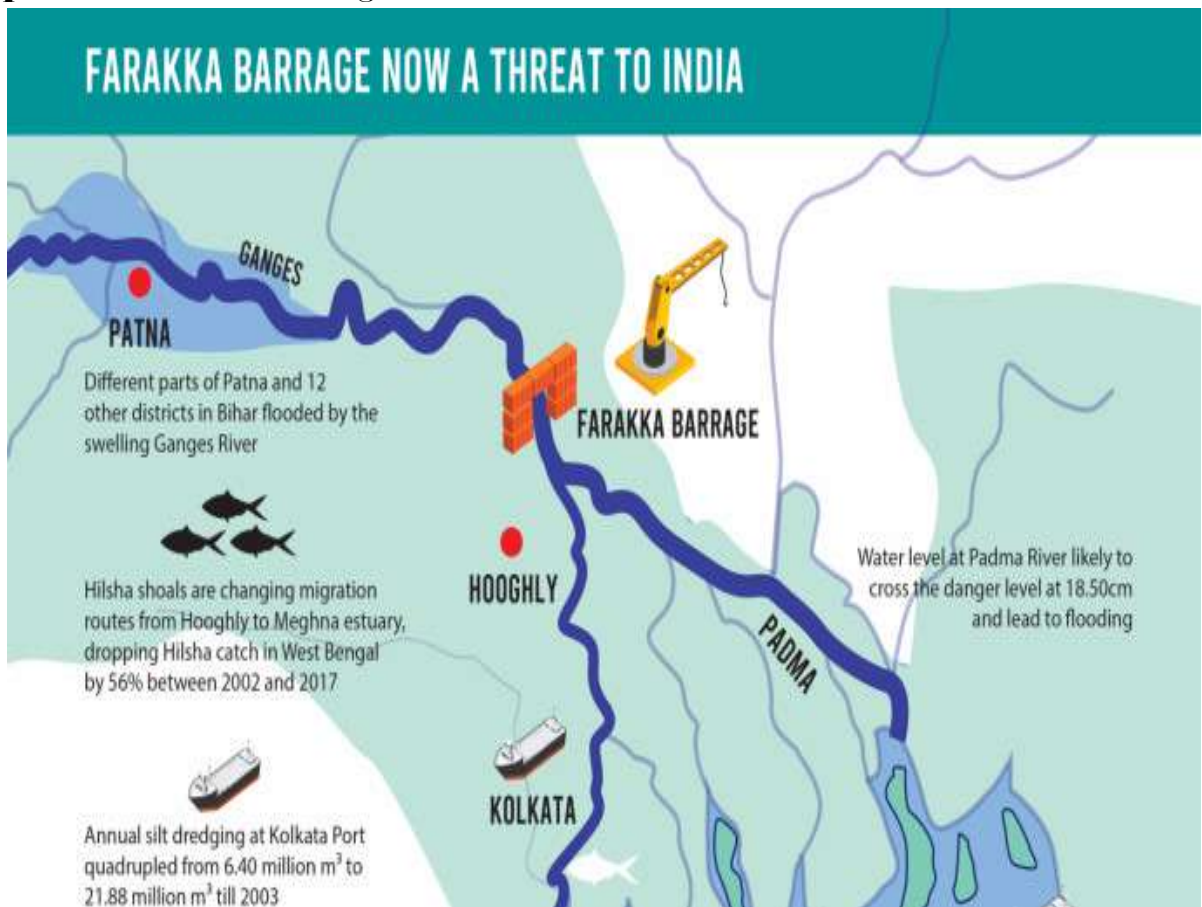 FARAKKA BARRAGE NOW A THREAT TO INDIA
GANGES
PATNA
Different parts of Patna and 12
other districts in Bihar flooded by the
swelling Ganges River
FARAKKA BARRAGE
Hilsha shoals are changing migration
routes from Hooghly to Meghna estuary,
dropping Hilsha catch in West Bengal
by 56% between 2002 and 2017
HOOGHLY
Water level at Padma River likely to
cross the danger level at 18.50cm
and lead to flooding
PADMA
KOLKATA
Annual silt dredging at Kolkata Port
quadrupled from 6.40 million m³ to
21.88 million m³ till 2003